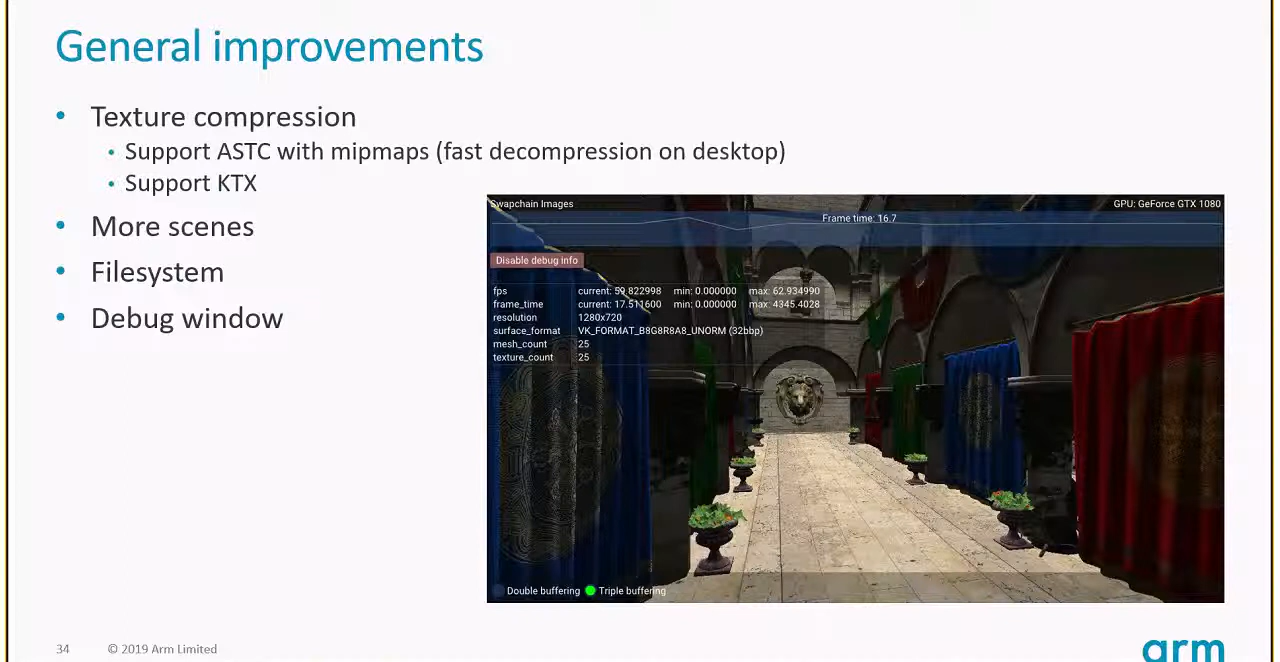 General improvements
• Texture compression
• Support ASTC with mipmaps (fast decompression on desktop)
• Support KTX
• More scenes
• Filesystem
• Debug window
Swapchain Images
GPU: GeForce GTX 1080
Frame time: 16.7
Disable debug info
fps current: 59.822998 min: 0.000000 max: 62.934990
frame_time current: 17.511600 min: 0.000000 max: 4345.4028
resolution 1280x720
surface_format VK_FORMAT_B8G8R8A8_UNORM (32bbp)
mesh_count 25
texture_count 25
Double buffering Triple buffering
34 © 2019 Arm Limited
arm